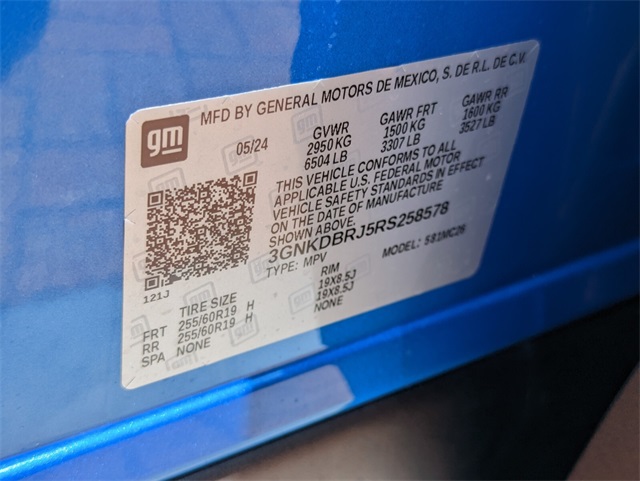 gm
MFD BY GENERAL MOTORS DE MEXICO, S. DE R.L. DE C.V.
05/24
GVWR
2950 KG
6504 LB
GAWR FRT
1500 KG
3307 LB
GAWR RR
1600 KG
3527 LB
THIS VEHICLE CONFORMS TO ALL
APPLICABLE U.S. FEDERAL MOTOR
VEHICLE SAFETY STANDARDS IN EFFECT
ON THE DATE OF MANUFACTURE
SHOWN ABOVE.
3GNKDBRJ5RS258578
TYPE: MPV
MODEL: 581MC26
121J
TIRE SIZE
RIM
FRT 255/60R19 H 19X8.5J
RR 255/60R19 H 19X8.5J
SPA NONE NONE